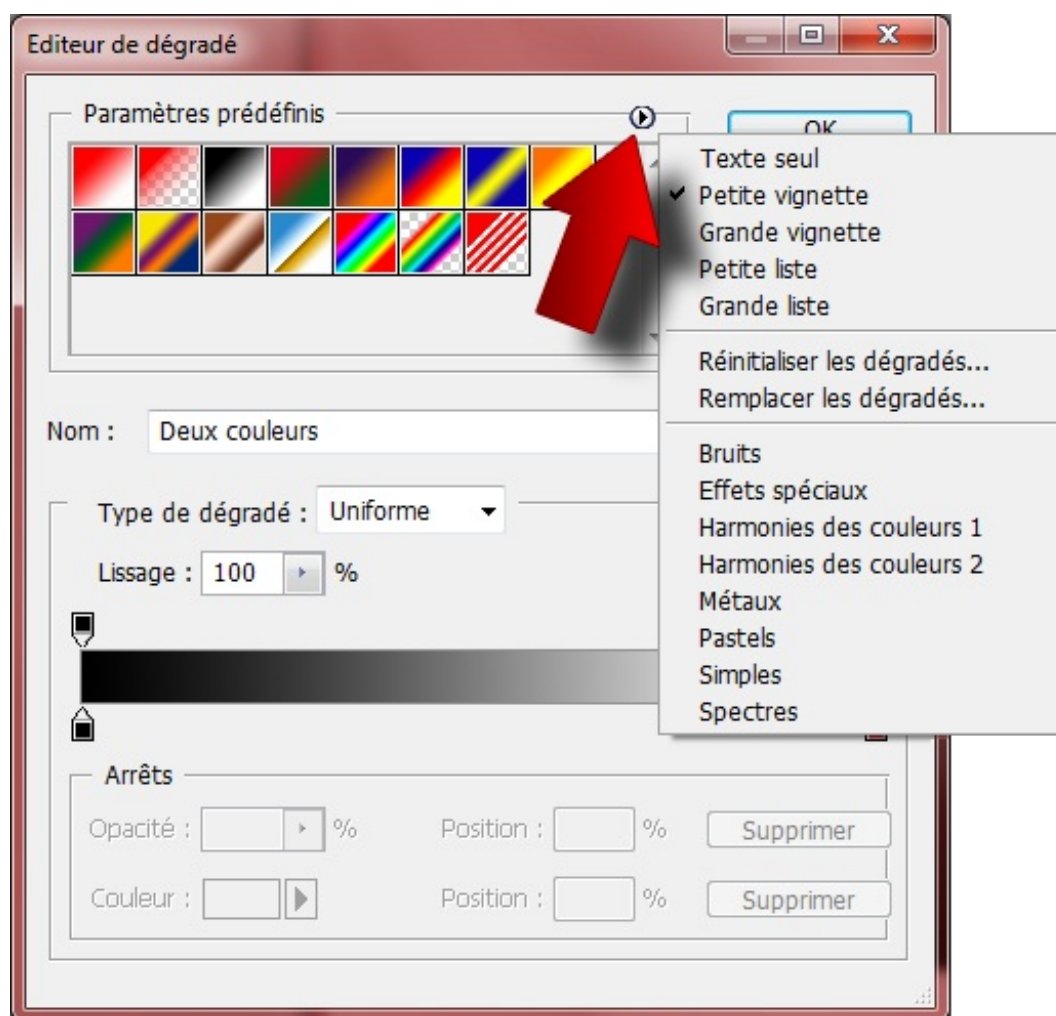 Editeur de dégradé
Paramètres prédéfinis
OK
Texte seul
Petite vignette
Grande vignette
Petite liste
Grande liste
Réinitialiser les dégradés...
Remplacer les dégradés...
Bruits
Effets spéciaux
Harmonies des couleurs 1
Harmonies des couleurs 2
Métaux
Pastels
Simples
Spectres
Nom : Deux couleurs
Type de dégradé : Uniforme
Lissage : 100 %
Arrêts
Opacité : % Position : % Supprimer
Couleur : Position : % Supprimer